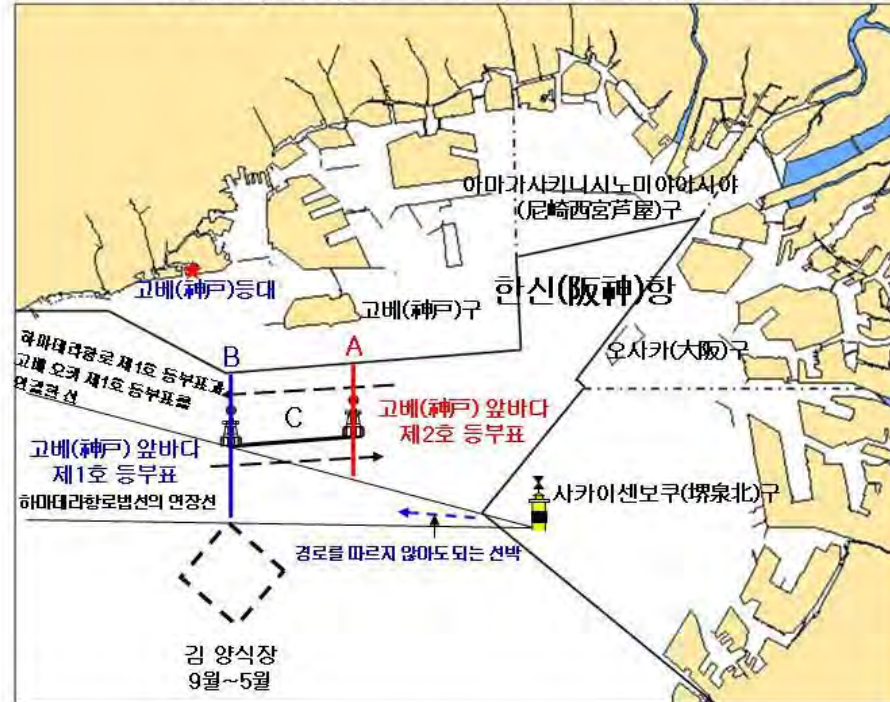 아마가사키니시노미야아시야
(尼崎西宮芦屋)구
고베(神戸)등대
고베(神戸)구
한신(阪神)항
오사카(大阪)구
하마데라항로 제1호 등부표과
고베 오키 제1호 등부표를
연결한 선
B
A
C
고베(神戸) 앞바다
제2호 등부표
고베(神戸) 앞바다
제1호 등부표
하마데라항로법선의 연장선
사카이센보쿠(堺泉北)구
경로를 따르지 않아도 되는 선박
김 양식장
9월~5월